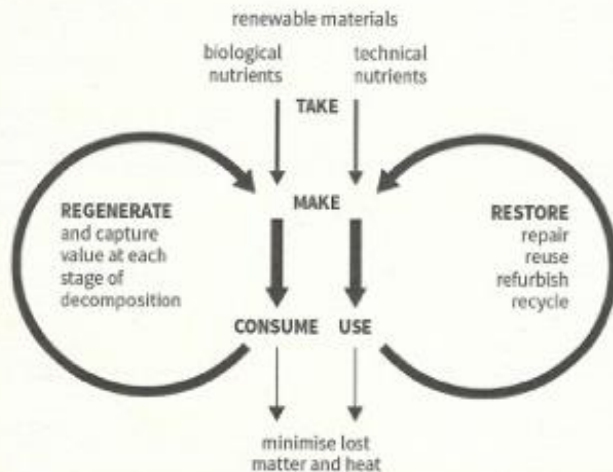 renewable materials
biological
nutrients
technical
nutrients
TAKE
MAKE
REGENERATE
and capture
value at each
stage of
decomposition
RESTORE
repair
reuse
refurbish
recycle
CONSUME USE
minimise lost
matter and heat